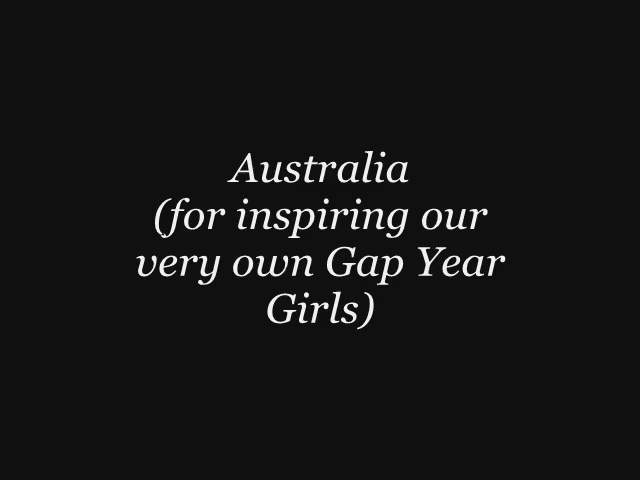 Australia
(for inspiring our
very own Gap Year
Girls)